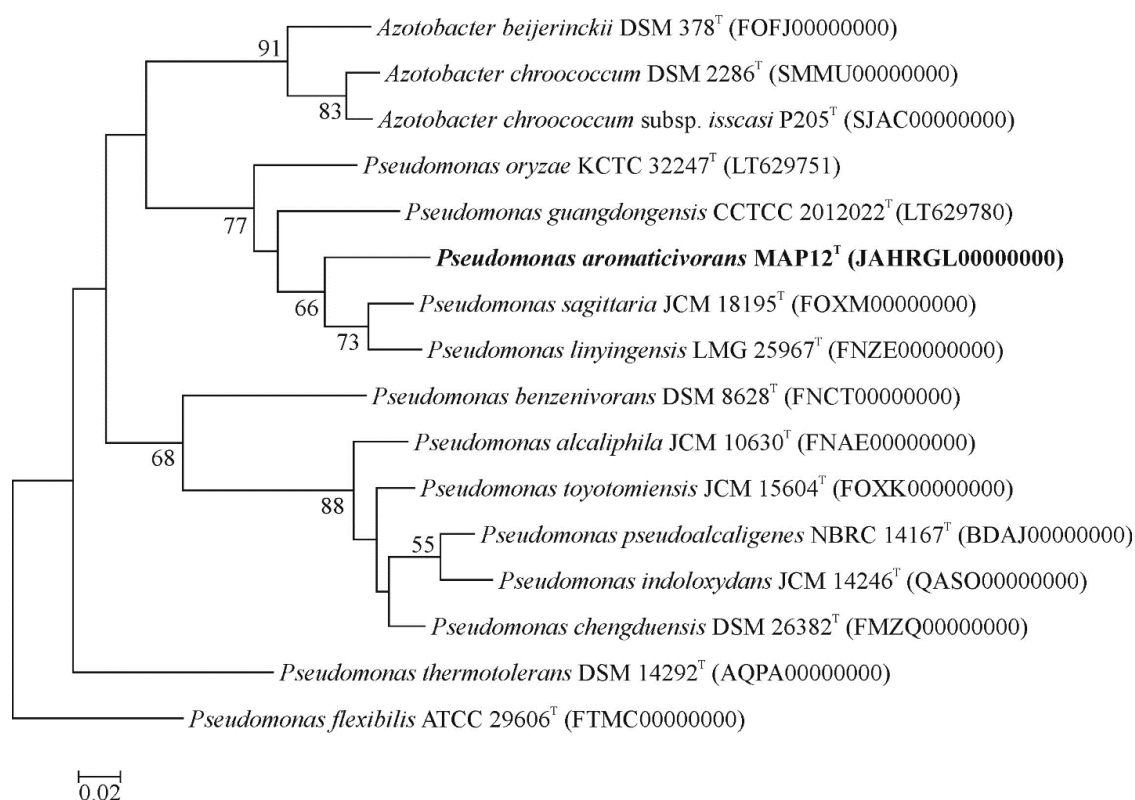 Azotobacter beijerinckii DSM 378ᵀ (FOFJ00000000)
91
Azotobacter chroococcum DSM 2286ᵀ (SMMU00000000)
83
Azotobacter chroococcum subsp. isscasi P205ᵀ (SJAC00000000)
Pseudomonas oryzae KCTC 32247ᵀ (LT629751)
77
Pseudomonas guangdongensis CCTCC 2012022ᵀ (LT629780)
Pseudomonas aromaticivorans MAP12ᵀ (JAHRGL00000000)
66
Pseudomonas sagittaria JCM 18195ᵀ (FOXM00000000)
73
Pseudomonas linyingensis LMG 25967ᵀ (FNZE00000000)
Pseudomonas benzenivorans DSM 8628ᵀ (FNCT00000000)
68
Pseudomonas alcaliphila JCM 10630ᵀ (FNAE00000000)
88
Pseudomonas toyotomiensis JCM 15604ᵀ (FOXK00000000)
Pseudomonas pseudoalcaligenes NBRC 14167ᵀ (BDAJ00000000)
55
Pseudomonas indoloxydans JCM 14246ᵀ (QASO00000000)
Pseudomonas chengduensis DSM 26382ᵀ (FMZQ00000000)
Pseudomonas thermotolerans DSM 14292ᵀ (AQPA00000000)
Pseudomonas flexibilis ATCC 29606ᵀ (FTMC00000000)
0.02